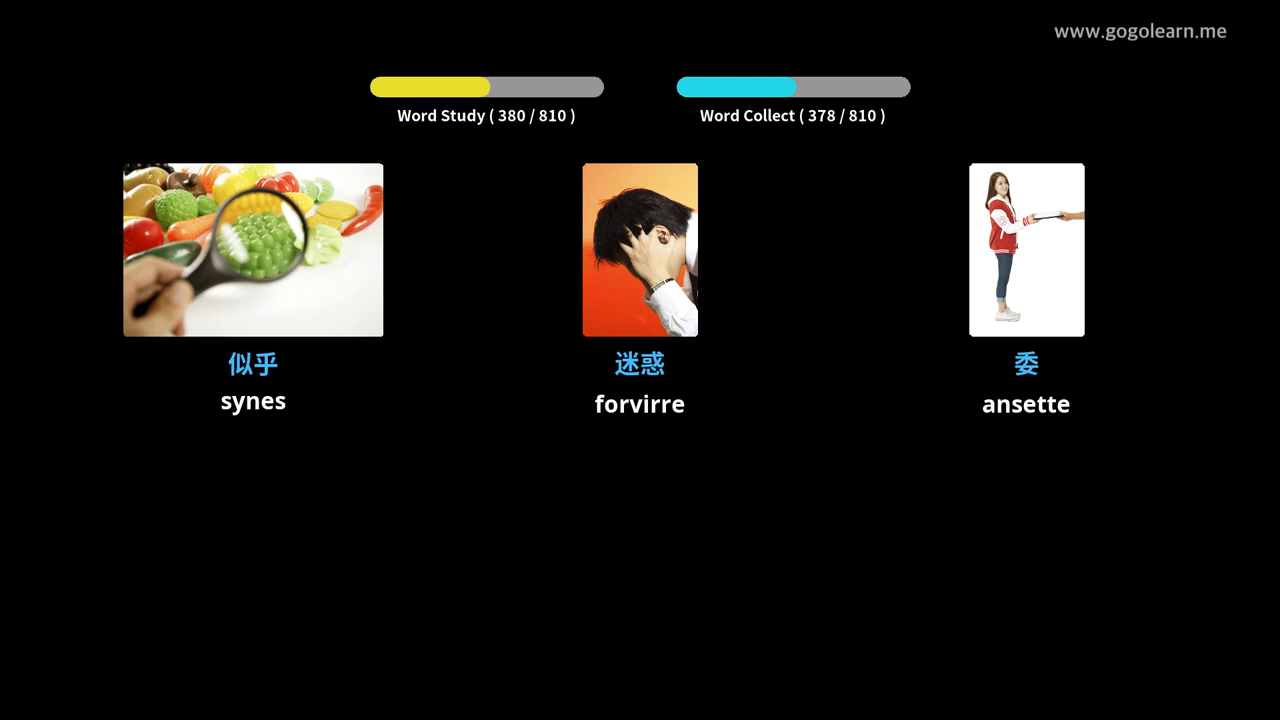 www.gogolearn.me
Word Study ( 380 / 810 )
Word Collect ( 378 / 810 )
似乎
synes
迷惑
forvirre
委
ansette